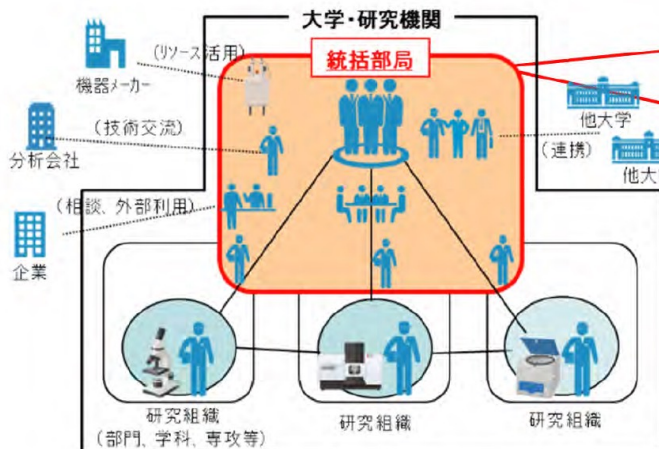 大学・研究機関
統括部局
(リソース活用)
機器メーカー
(技術交流)
分析会社
(相談、外部利用)
企業
他大学
(連携)
他大
研究組織
(部門、学科、専攻等)
研究組織
研究組織